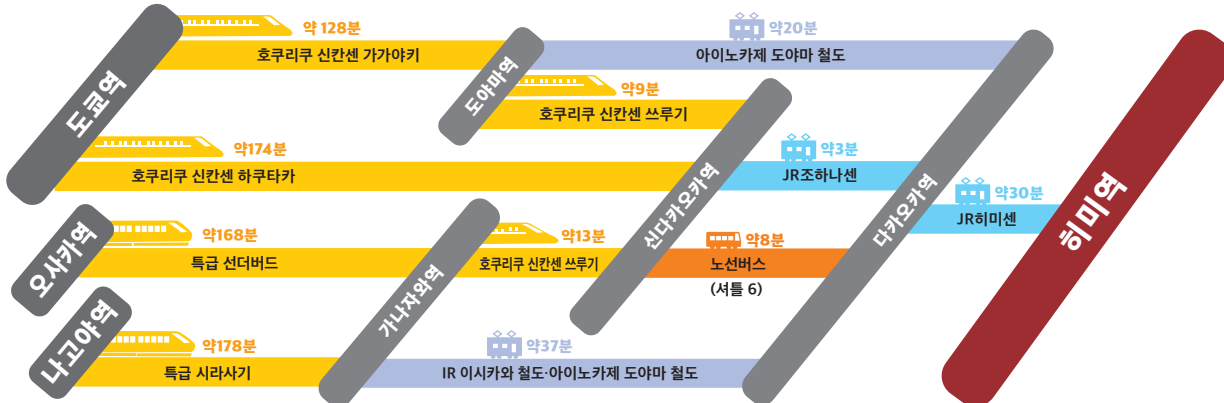 도쿄역
약 128분
호쿠리쿠 신칸센 가가야키
도야마역
약20분
아이노카제 도야마 철도
약9분
호쿠리쿠 신칸센 쓰루기
약174분
호쿠리쿠 신칸센 하쿠타카
신다카오카역
약3분
JR조하나센
다카오카역
약30분
JR히미센
히미역
오사카역
약168분
특급 선더버드
가나자와역
약13분
호쿠리쿠 신칸센 쓰루기
약8분
노선버스
(셔틀 6)
나고야역
약178분
특급 시라사기
약37분
IR 이시카와 철도·아이노카제 도야마 철도